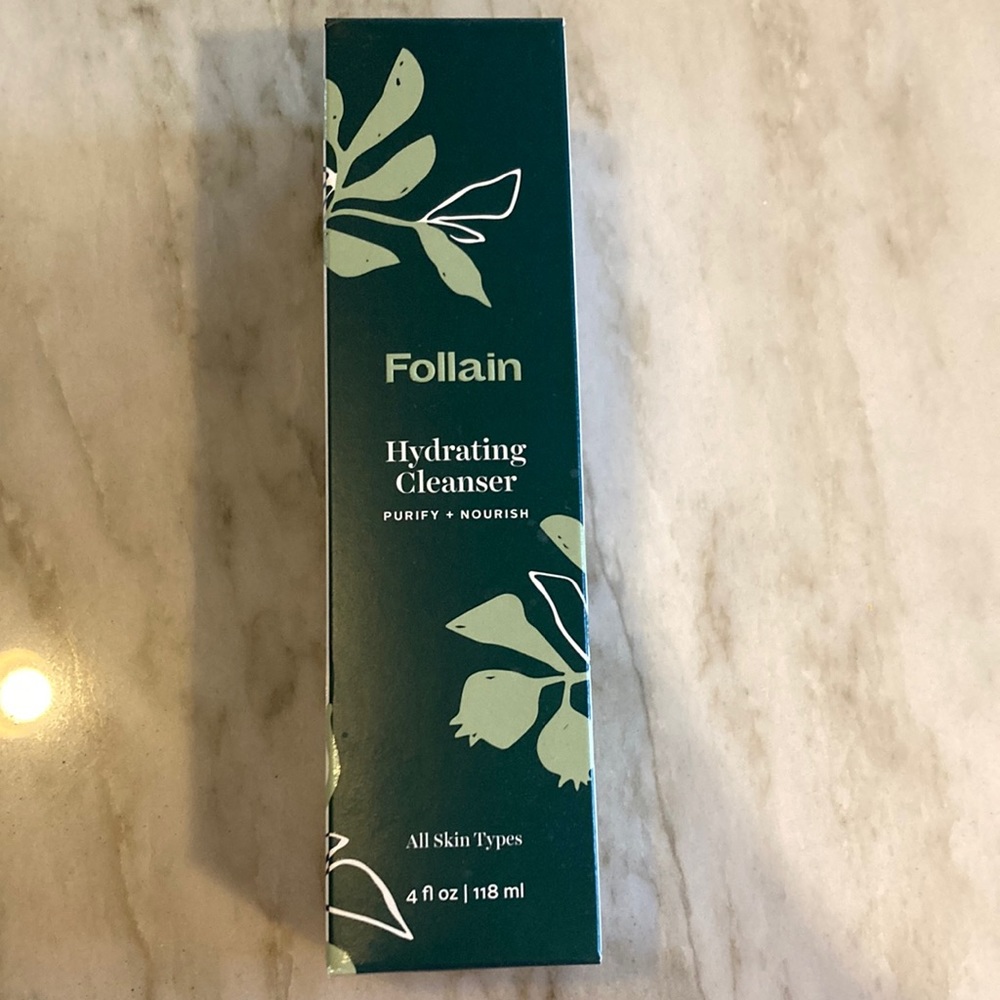 Follain
Hydrating
Cleanser
PURIFY + NOURISH
All Skin Types
4 fl oz | 118 ml